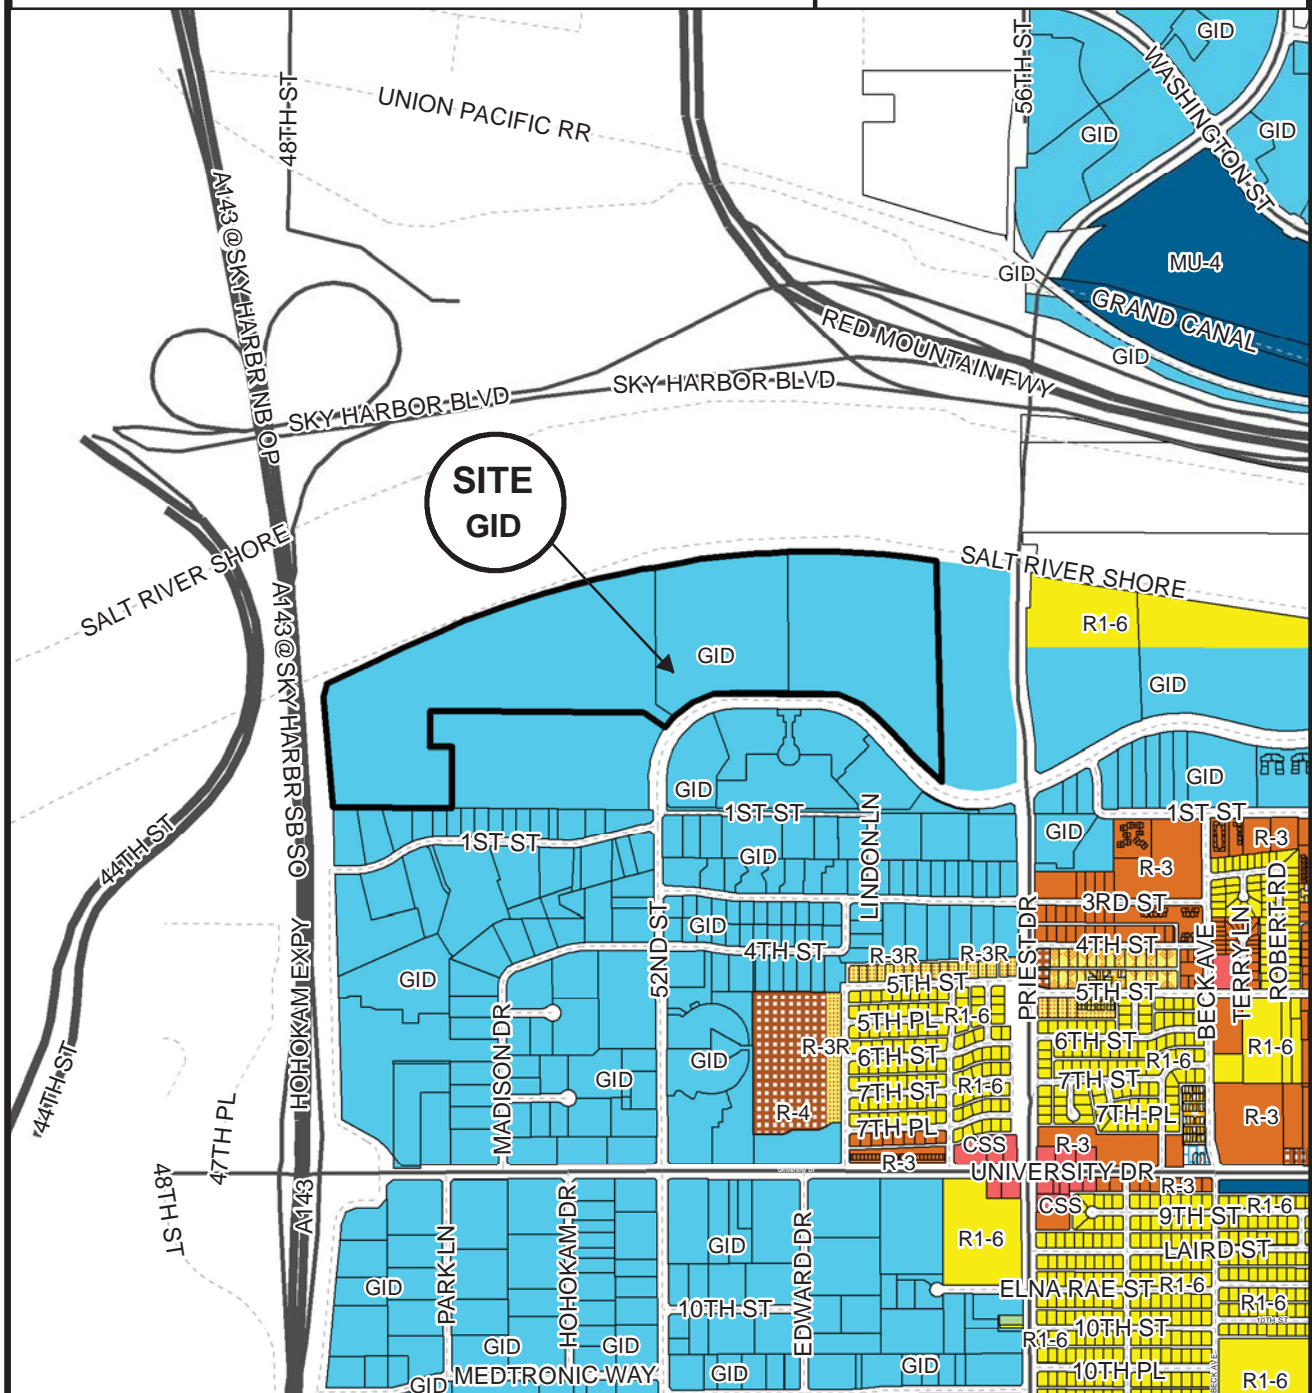 GID
56TH ST
WASHINGTON ST
48TH ST
UNION PACIFIC RR
GID
GID
A143@SKY HARBR NB OP
MU-4
GID
GRAND CANAL
RED MOUNTAIN FWY
GID
SKY HARBOR BLVD
SKY HARBOR BLVD
SITE
GID
SALT RIVER SHORE
SALT RIVER SHORE
A143@SKY HARBR SB SO
R1-6
GID
GID
GID
GID
1ST ST
1ST ST
1ST ST
44TH ST
LINDON LN
GID
GID
R-3
R-3
3RD ST
HOHOKAM EXPY
52ND ST
GID
4TH ST
4TH ST
PRIEST DR
BECK AVE
TERRY LN
ROBERT RD
GID
R-3R
R-3R
5TH ST
5TH ST
MADISON DR
5TH PL
R1-6
R-3R
6TH ST
6TH ST
R1-6
R1-6
GID
GID
7TH ST
R1-6
7TH ST
44TH ST
47TH PL
R-4
7TH PL
7TH PL
R-3
CSS
R-3
R-3
University Dr
UNIVERSITY DR
48TH ST
A143
R-3
CSS
9TH ST
R1-6
PARK LN
HOHOKAM DR
GID
EDWARD DR
R1-6
LAIRD ST
GID
ELNA RAE ST
R1-6
10TH ST
R1-6
10TH ST
10TH ST
GID
GID
R1-6
GID
MEDTRONIC WAY
GID
GID
10TH PL
BECK AVE
R1-6